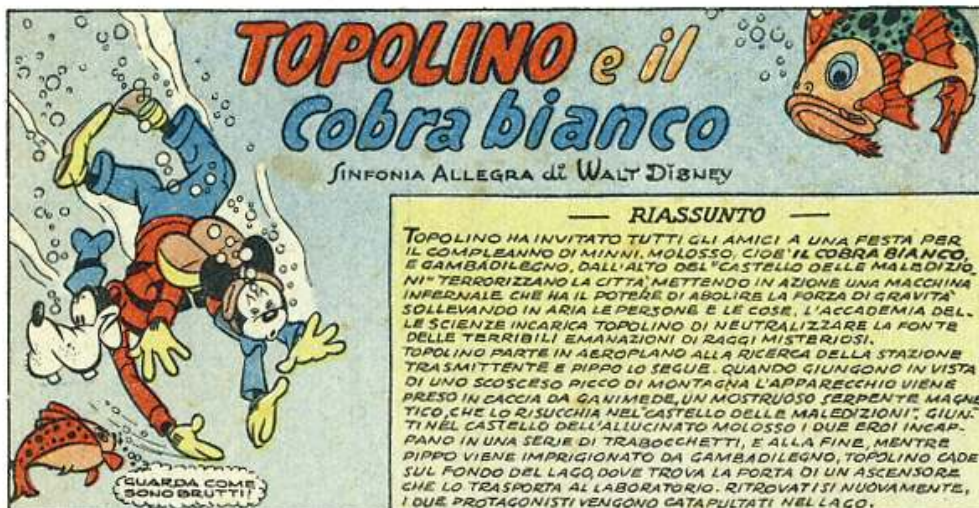 TOPOLINO e il
Cobra bianco
SINFONIA ALLEGRA di WALT DISNEY
— RIASSUNTO —
TOPOLINO HA INVITATO TUTTI GLI AMICI A UNA FESTA PER
IL COMPLEANNO DI MINNI. MOLOSSO, CIOE' IL COBRA BIANCO,
E GAMBADILEGNO, DALL'ALTO DEL "CASTELLO DELLE MALEDIZIO-
NI" TERRORIZZANO LA CITTA' METTENDO IN AZIONE UNA MACCHINA
INFERNALE CHE HA IL POTERE DI ABOLIRE LA FORZA DI GRAVITA'
SOLLEVANDO IN ARIA LE PERSONE E LE COSE. L'ACCADEMIA DEL-
LE SCIENZE INCARICA TOPOLINO DI NEUTRALIZZARE LA FONTE
DELLE TERRIBILI EMANAZIONI DI RAGGI MISTERIOSI.
TOPOLINO PARTE IN AEROPLANO ALLA RICERCA DELLA STAZIONE
TRASMITTENTE E PIPPO LO SEGUE. QUANDO GIUNGONO IN VISTA
DI UNO SCOSCESO PICCO DI MONTAGNA L'APPARECCHIO VIENE
PRESO IN CACCIA DA GANIMEDE, UN MOSTRUOSO SERPENTE MAGNE-
TICO, CHE LO RISUCCHIA NEL "CASTELLO DELLE MALEDIZIONI". GIUN-
TI NEL CASTELLO DELL'ALLUCINATO MOLOSSO I DUE EROI INCAP-
PANO IN UNA SERIE DI TRABOCCHETTI, E ALLA FINE, MENTRE
PIPPO VIENE IMPRIGIONATO DA GAMBADILEGNO, TOPOLINO CADE
SUL FONDO DEL LAGO, DOVE TROVA LA PORTA DI UN ASCENSORE
CHE LO TRASPORTA AL LABORATORIO. RITROVATISI NUOVAMENTE,
I DUE PROTAGONISTI VENGONO CATAPULTATI NEL LAGO.
GUARDA COME
SONO BRUTTI!